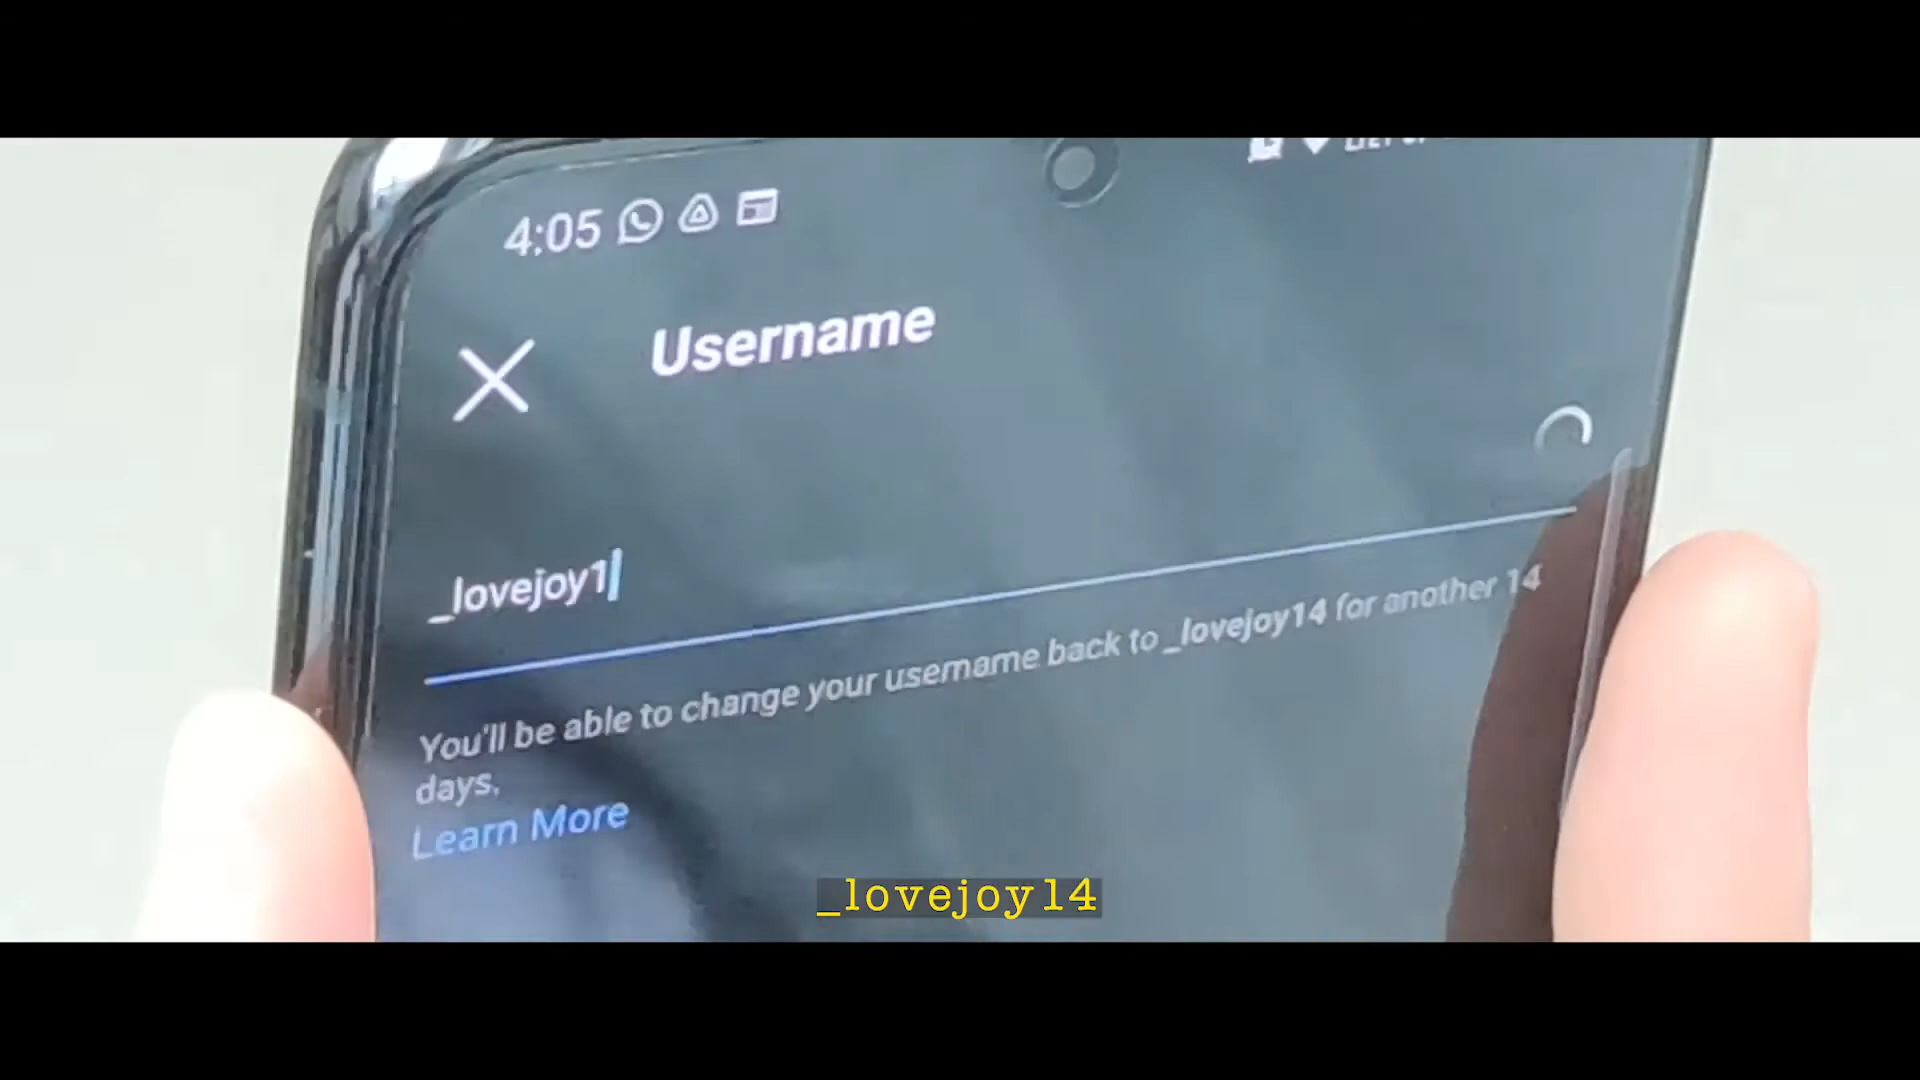 4:05
Username
_lovejoy1
You'll be able to change your username back to _lovejoy14 for another 14
days.
Learn More
_lovejoy14